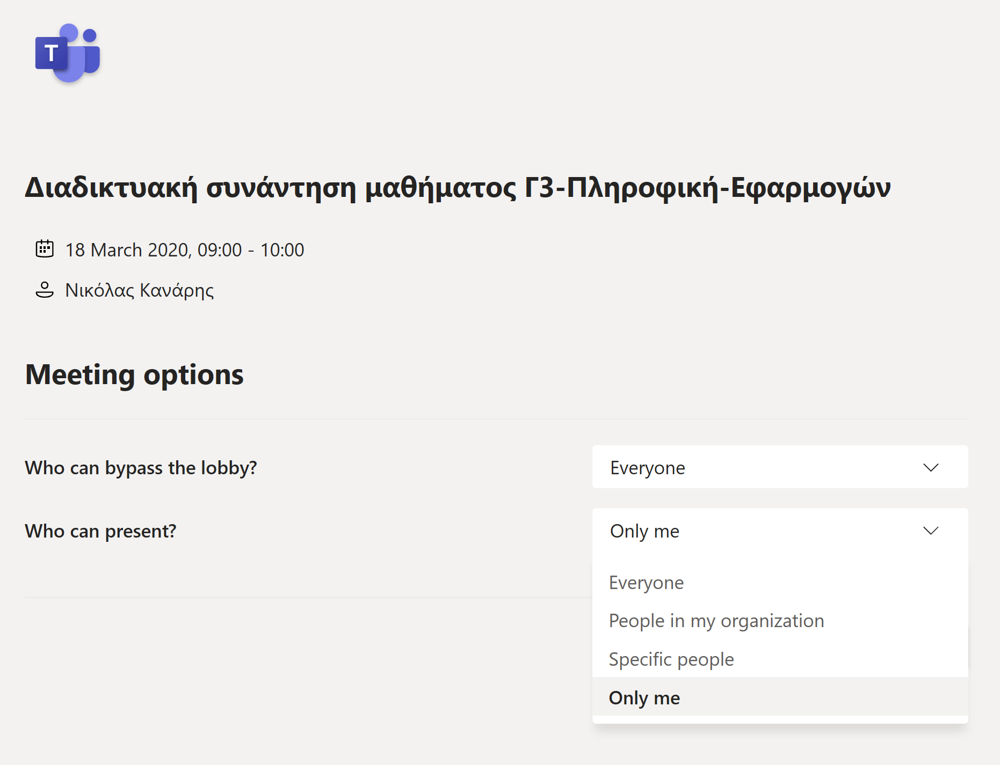 T
Διαδικτυακή συνάντηση μαθήματος Γ3-Πληροφική-Εφαρμογών
18 March 2020, 09:00 - 10:00
Νικόλας Κανάρης
Meeting options
Who can bypass the lobby?
Everyone
Who can present?
Only me
Everyone
People in my organization
Specific people
Only me